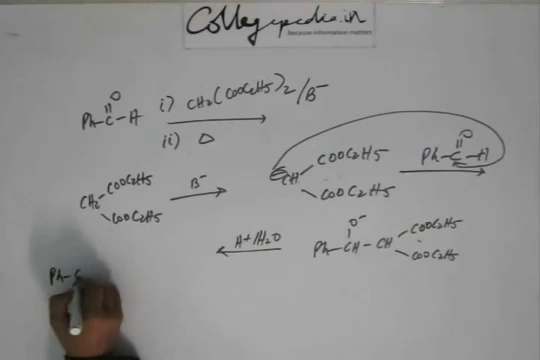 Collegepedia.in
because information matters
O
Ph-C-H i) CH2(COOC2H5)2/B-
ii) Δ
CH2 COOC2H5 COOC2H5 B-
CH COOC2H5 COOC2H5
O
Ph-C-H
H+/H2O
O-
Ph-CH-CH COOC2H5 COOC2H5
Ph-C